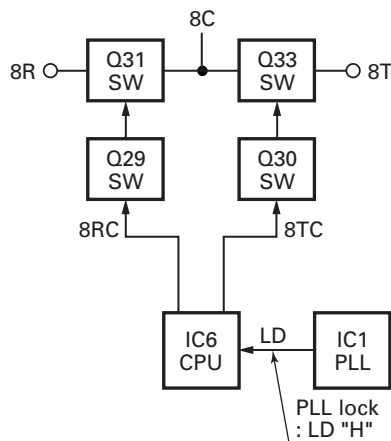 8C
8R
Q31
SW
Q33
SW
8T
Q29
SW
Q30
SW
8RC
8TC
IC6
CPU
LD
IC1
PLL
PLL lock
: LD "H"